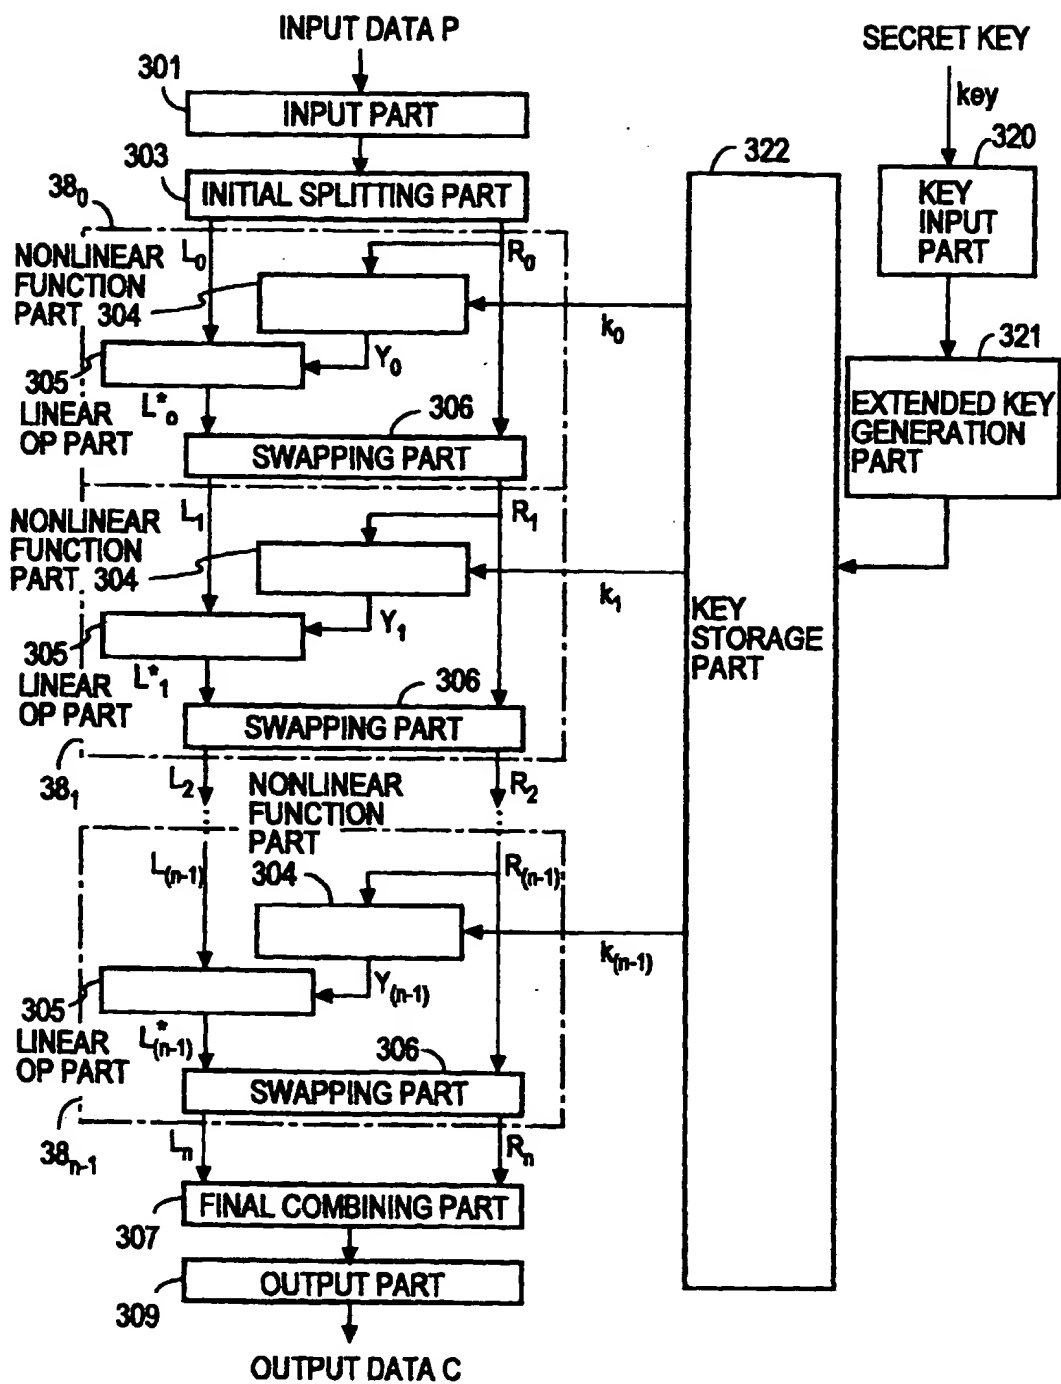 INPUT DATA P
SECRET KEY
301
key
INPUT PART
303
322
320
INITIAL SPLITTING PART
KEY
INPUT
PART
38₀
L₀
R₀
NONLINEAR
FUNCTION
PART 304
k₀
321
305
Y₀
LINEAR
OP PART
L*₀
306
EXTENDED KEY
GENERATION
PART
SWAPPING PART
L₁
R₁
NONLINEAR
FUNCTION
PART 304
k₁
KEY
STORAGE
PART
305
Y₁
LINEAR
OP PART
L*₁
306
SWAPPING PART
38₁
L₂
R₂
NONLINEAR
FUNCTION
PART
304
L₍ₙ₋₁₎
R₍ₙ₋₁₎
k₍ₙ₋₁₎
305
Y₍ₙ₋₁₎
LINEAR
OP PART
L*₍ₙ₋₁₎
306
SWAPPING PART
38ₙ₋₁
Lₙ
Rₙ
FINAL COMBINING PART
307
OUTPUT PART
309
OUTPUT DATA C